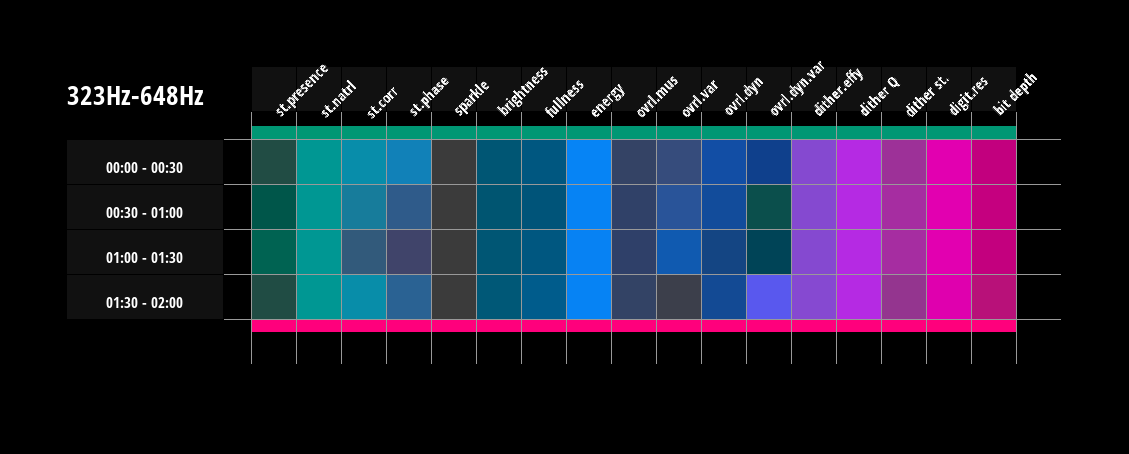 323Hz-648Hz
st.presence
st.natrl
st.corr
st.phase
sparkle
brightness
fullness
energy
ovrl.mus
ovrl.var
ovrl.dyn
ovrl.dyn.var
dither.effy
dither Q
dither st.
digit.res
bit depth
00:00 - 00:30
00:30 - 01:00
01:00 - 01:30
01:30 - 02:00